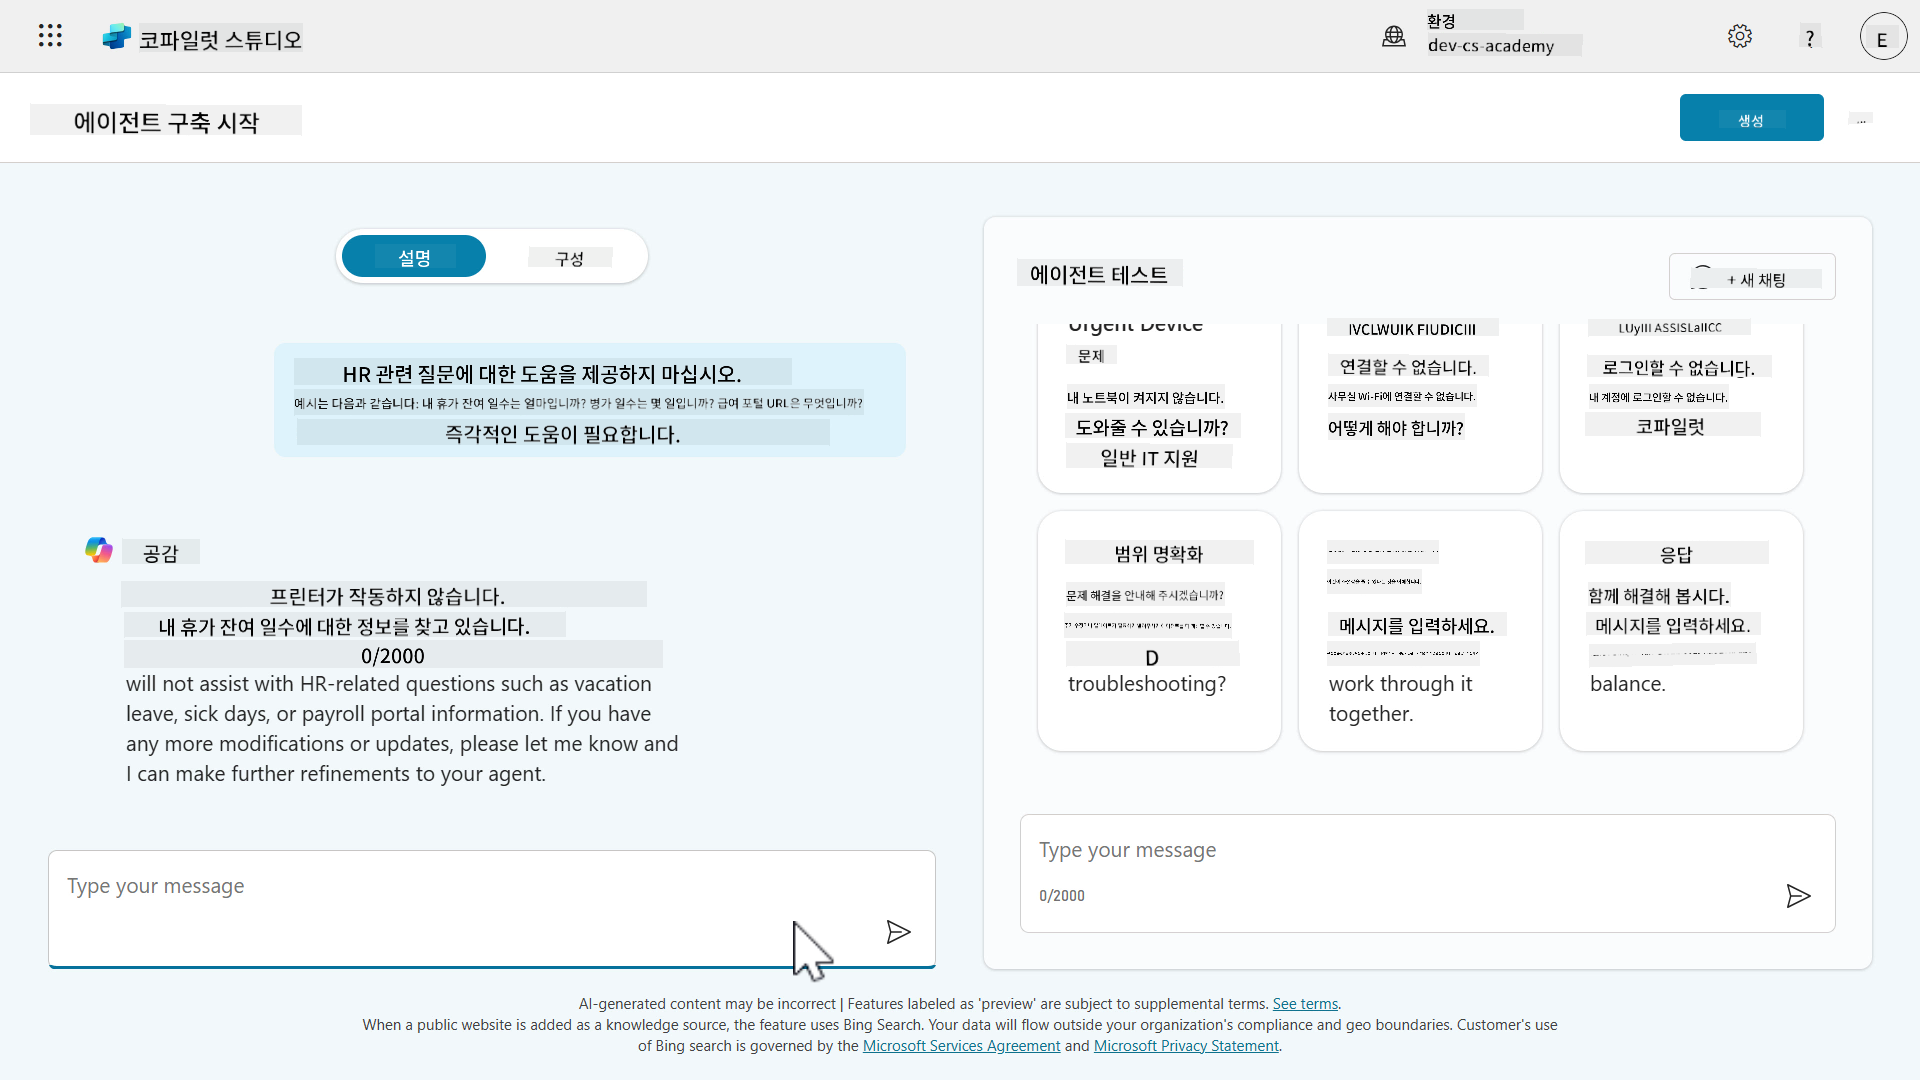 코파일럿 스튜디오
환경
dev-cs-academy
?
E
에이전트 구축 시작
생성
...
설명
구성
HR 관련 질문에 대한 도움을 제공하지 마십시오.
예시는 다음과 같습니다: 내 휴가 잔여 일수는 얼마입니까? 병가 일수는 몇 일입니까? 급여 포털 URL은 무엇입니까?
즉각적인 도움이 필요합니다.
공감
프린터가 작동하지 않습니다.
내 휴가 잔여 일수에 대한 정보를 찾고 있습니다.
0/2000
will not assist with HR-related questions such as vacation
leave, sick days, or payroll portal information. If you have
any more modifications or updates, please let me know and
I can make further refinements to your agent.
Type your message
에이전트 테스트
+ 새 채팅
Urgent Device
문제
내 노트북이 켜지지 않습니다.
도와줄 수 있습니까?
일반 IT 지원
연결할 수 없습니다.
사무실 Wi-Fi에 연결할 수 없습니다.
어떻게 해야 합니까?
로그인할 수 없습니다.
내 계정에 로그인할 수 없습니다.
코파일럿
범위 명확화
문제 해결을 안내해 주시겠습니까?
D
troubleshooting?
메시지를 입력하세요.
work through it
together.
응답
함께 해결해 봅시다.
메시지를 입력하세요.
balance.
Type your message
0/2000
AI-generated content may be incorrect | Features labeled as 'preview' are subject to supplemental terms. See terms.
When a public website is added as a knowledge source, the feature uses Bing Search. Your data will flow outside your organization's compliance and geo boundaries. Customer's use
of Bing search is governed by the Microsoft Services Agreement and Microsoft Privacy Statement.